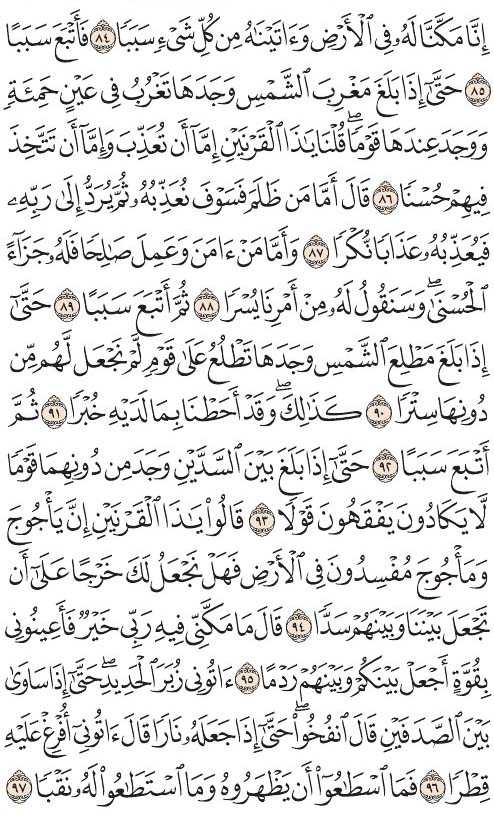 إِنَّا مَكَّنَّا لَهُۥ فِي ٱلۡأَرۡضِ وَءَاتَيۡنَٰهُ مِن كُلِّ شَيۡءٖ سَبَبٗا ٨٤ فَأَتۡبَعَ سَبَبًا
٨٥ حَتَّىٰٓ إِذَا بَلَغَ مَغۡرِبَ ٱلشَّمۡسِ وَجَدَهَا تَغۡرُبُ فِي عَيۡنٍ حَمِئَةٖ
وَوَجَدَ عِندَهَا قَوۡمٗاۖ قُلۡنَا يَٰذَا ٱلۡقَرۡنَيۡنِ إِمَّآ أَن تُعَذِّبَ وَإِمَّآ أَن تَتَّخِذَ
فِيهِمۡ حُسۡنٗا ٨٦ قَالَ أَمَّا مَن ظَلَمَ فَسَوۡفَ نُعَذِّبُهُۥ ثُمَّ يُرَدُّ إِلَىٰ رَبِّهِۦ
فَيُعَذِّبُهُۥ عَذَابٗا نُّكۡرٗا ٨٧ وَأَمَّا مَنۡ ءَامَنَ وَعَمِلَ صَٰلِحٗا فَلَهُۥ جَزَآءً
ٱلۡحُسۡنَىٰۖ وَسَنَقُولُ لَهُۥ مِنۡ أَمۡرِنَا يُسۡرٗا ٨٨ ثُمَّ أَتۡبَعَ سَبَبًا ٨٩ حَتَّىٰٓ
إِذَا بَلَغَ مَطۡلِعَ ٱلشَّمۡسِ وَجَدَهَا تَطۡلُعُ عَلَىٰ قَوۡمٖ لَّمۡ نَجۡعَل لَّهُم مِّن
دُونِهَا سِتۡرٗا ٩٠ كَذَٰلِكَۖ وَقَدۡ أَحَطۡنَا بِمَا لَدَيۡهِ خُبۡرٗا ٩١ ثُمَّ
أَتۡبَعَ سَبَبًا ٩٢ حَتَّىٰٓ إِذَا بَلَغَ بَيۡنَ ٱلسَّدَّيۡنِ وَجَدَ مِن دُونِهِمَا قَوۡمٗا
لَّا يَكَادُونَ يَفۡقَهُونَ قَوۡلٗا ٩٣ قَالُواْ يَٰذَا ٱلۡقَرۡنَيۡنِ إِنَّ يَأۡجُوجَ
وَمَأۡجُوجَ مُفۡسِدُونَ فِي ٱلۡأَرۡضِ فَهَلۡ نَجۡعَلُ لَكَ خَرۡجًا عَلَىٰٓ أَن
تَجۡعَلَ بَيۡنَنَا وَبَيۡنَهُمۡ سَدّٗا ٩٤ قَالَ مَا مَكَّنِّي فِيهِ رَبِّي خَيۡرٞ فَأَعِينُونِي
بِقُوَّةٍ أَجۡعَلۡ بَيۡنَكُمۡ وَبَيۡنَهُمۡ رَدۡمًا ٩٥ ءَاتُونِي زُبَرَ ٱلۡحَدِيدِۖ حَتَّىٰٓ إِذَا سَاوَىٰ
بَيۡنَ ٱلصَّدَفَيۡنِ قَالَ ٱنفُخُواْۖ حَتَّىٰٓ إِذَا جَعَلَهُۥ نَارٗا قَالَ ءَاتُونِيٓ أُفۡرِغۡ عَلَيۡهِ
قِطۡرٗا ٩٦ فَمَا ٱسۡطَٰعُوٓاْ أَن يَظۡهَرُوهُ وَمَا ٱسۡتَطَٰعُواْ لَهُۥ نَقۡبٗا ٩٧